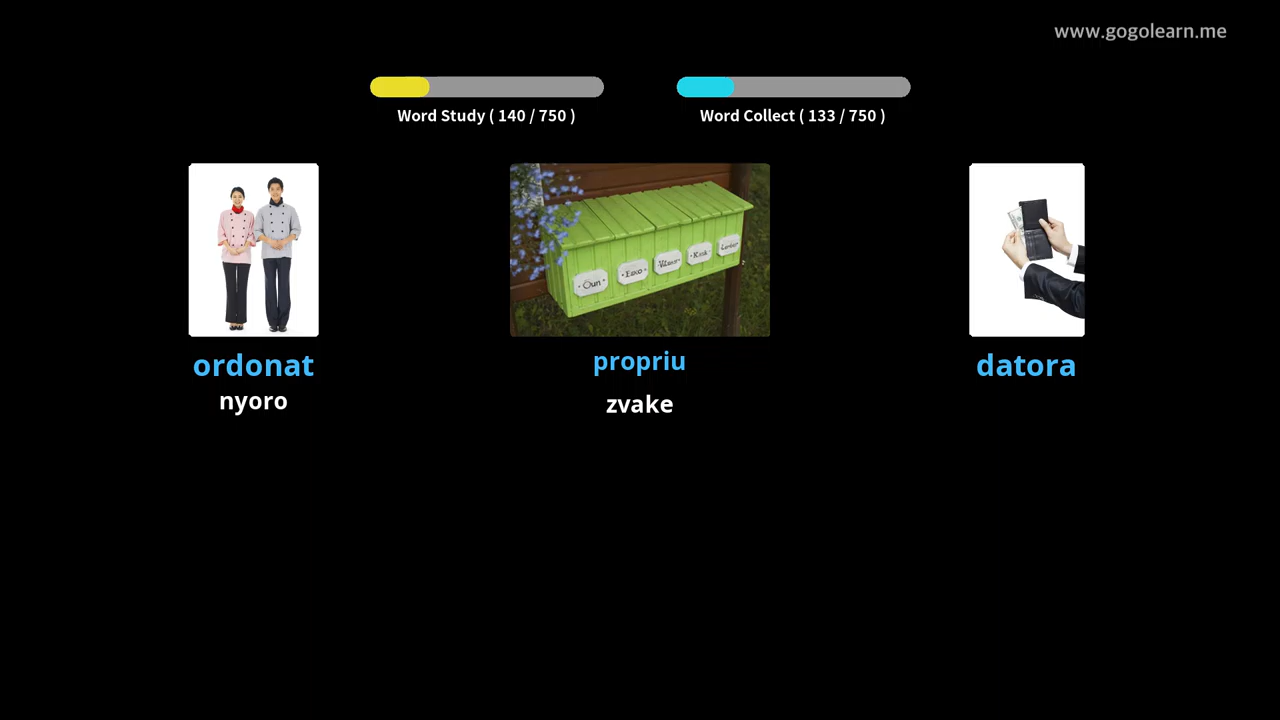 www.gogolearn.me
Word Study ( 140 / 750 )
Word Collect ( 133 / 750 )
ordonat
nyoro
propriu
zvake
datora